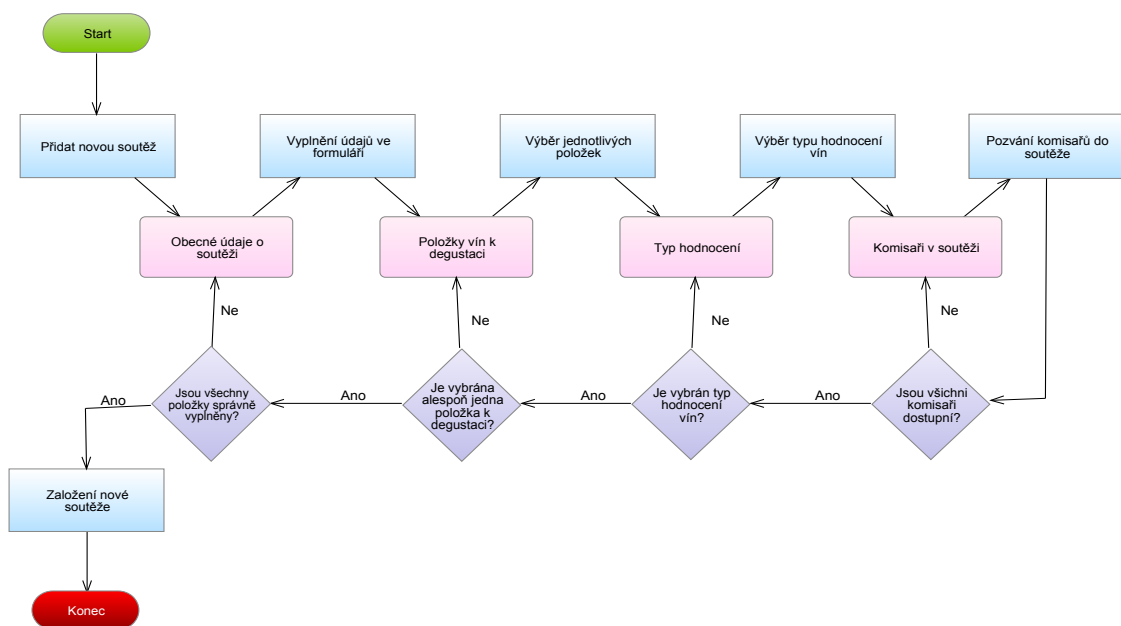 Start
Přidat novou soutěž
Vyplnění údajů ve
formuláři
Výběr jednotlivých
položek
Výběr typu hodnocení
vín
Pozvání komisařů do
soutěže
Obecné údaje o
soutěži
Položky vín k
degustaci
Typ hodnocení
Komisaři v soutěži
Ne
Ne
Ne
Ne
Jsou všechny
položky správně
vyplněny?
Je vybrána
alespoň jedna
položka k
degustaci?
Je vybrán typ
hodnocení
vín?
Jsou všichni
komisaři
dostupní?
Ano
Ano
Ano
Ano
Založení nové
soutěže
Konec